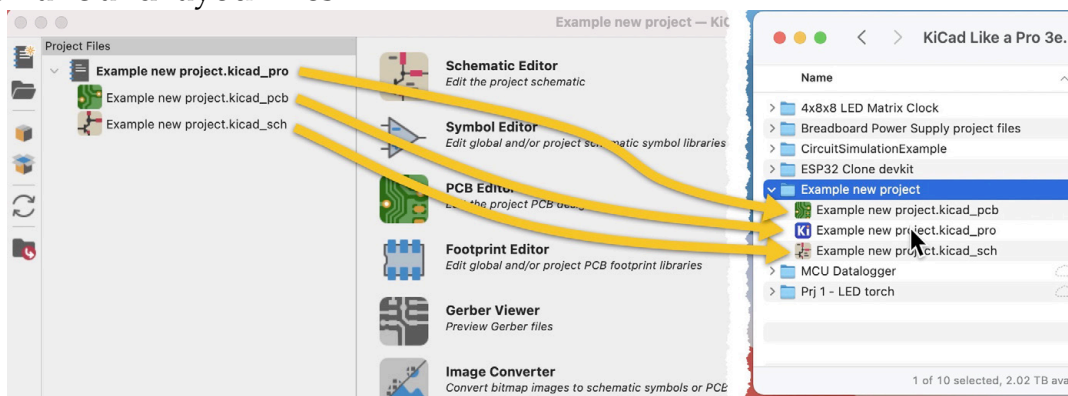 Example new project — KiC
Project Files
Example new project.kicad_pro
Example new project.kicad_pcb
Example new project.kicad_sch
Schematic Editor
Edit the project schematic
Symbol Editor
Edit global and/or project schematic symbol libraries
PCB Editor
Edit the project PCB design
Footprint Editor
Edit global and/or project PCB footprint libraries
Gerber Viewer
Preview Gerber files
Image Converter
Convert bitmap images to schematic symbols or PCB
KiCad Like a Pro 3e.
Name
4x8x8 LED Matrix Clock
Breadboard Power Supply project files
CircuitSimulationExample
ESP32 Clone devkit
Example new project
Example new project.kicad_pcb
Ki Example new project.kicad_pro
Example new project.kicad_sch
MCU Datalogger
Prj 1 - LED torch
1 of 10 selected, 2.02 TB ava